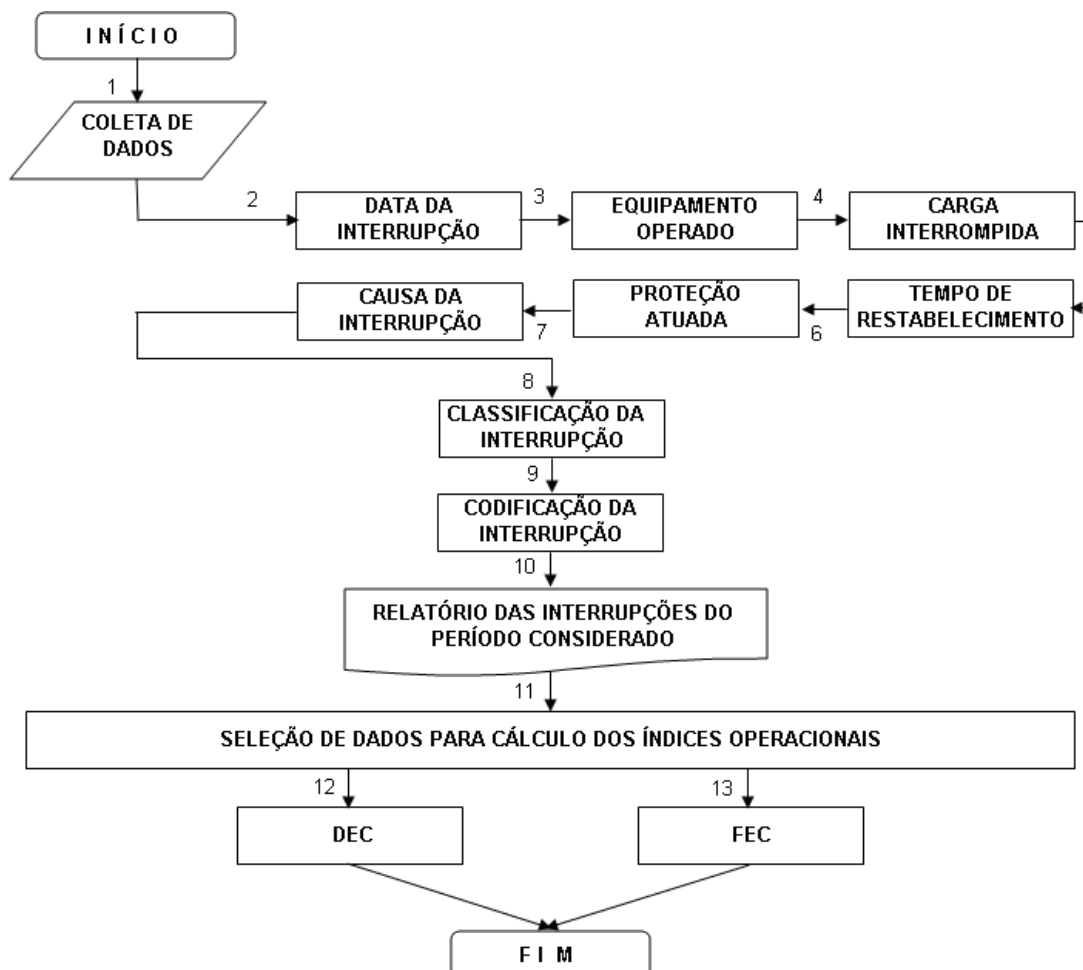 INÍCIO
1
COLETA DE
DADOS
2
DATA DA
INTERRUPÇÃO
3
EQUIPAMENTO
OPERADO
4
CARGA
INTERROMPIDA
TEMPO DE
RESTABELECIMENTO
6
PROTEÇÃO
ATUADA
7
CAUSA DA
INTERRUPÇÃO
8
CLASSIFICAÇÃO DA
INTERRUPÇÃO
9
CODIFICAÇÃO DA
INTERRUPÇÃO
10
RELATÓRIO DAS INTERRUPÇÕES DO
PERÍODO CONSIDERADO
11
SELEÇÃO DE DADOS PARA CÁLCULO DOS ÍNDICES OPERACIONAIS
12
13
DEC
FEC
FIM